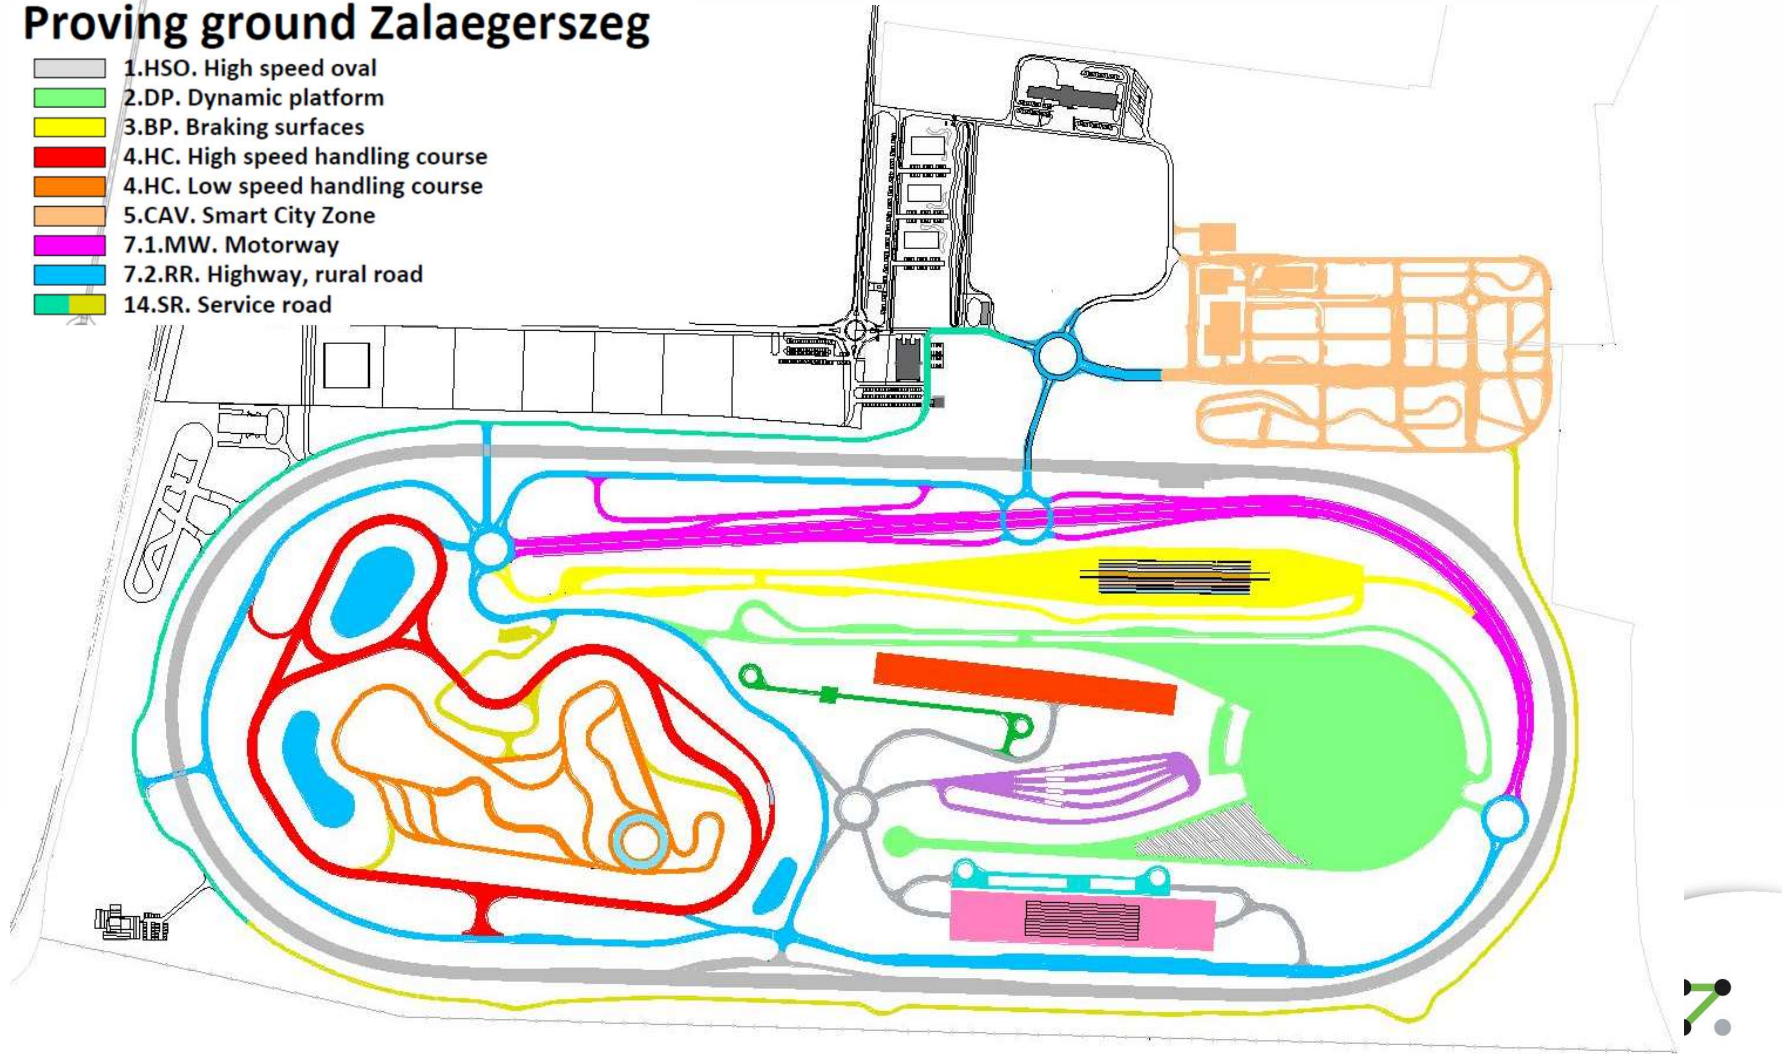 Proving ground Zalaegerszeg
1.HSO. High speed oval
2.DP. Dynamic platform
3.BP. Braking surfaces
4.HC. High speed handling course
4.HC. Low speed handling course
5.CAV. Smart City Zone
7.1.MW. Motorway
7.2.RR. Highway, rural road
14.SR. Service road